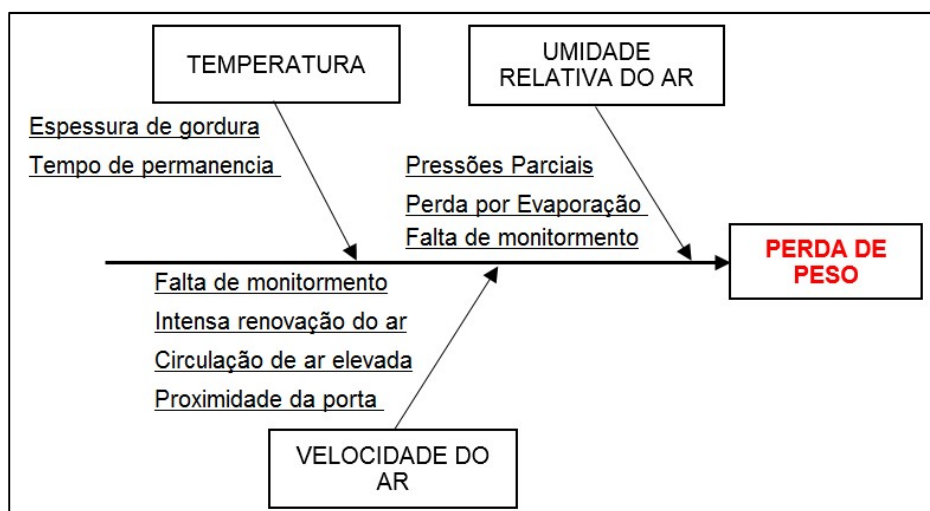 TEMPERATURA
UMIDADE
RELATIVA DO AR
Espessura de gordura
Tempo de permanencia
Pressões Parciais
Perda por Evaporação
Falta de monitormento
PERDA DE
PESO
Falta de monitormento
Intensa renovação do ar
Circulação de ar elevada
Proximidade da porta
VELOCIDADE DO
AR